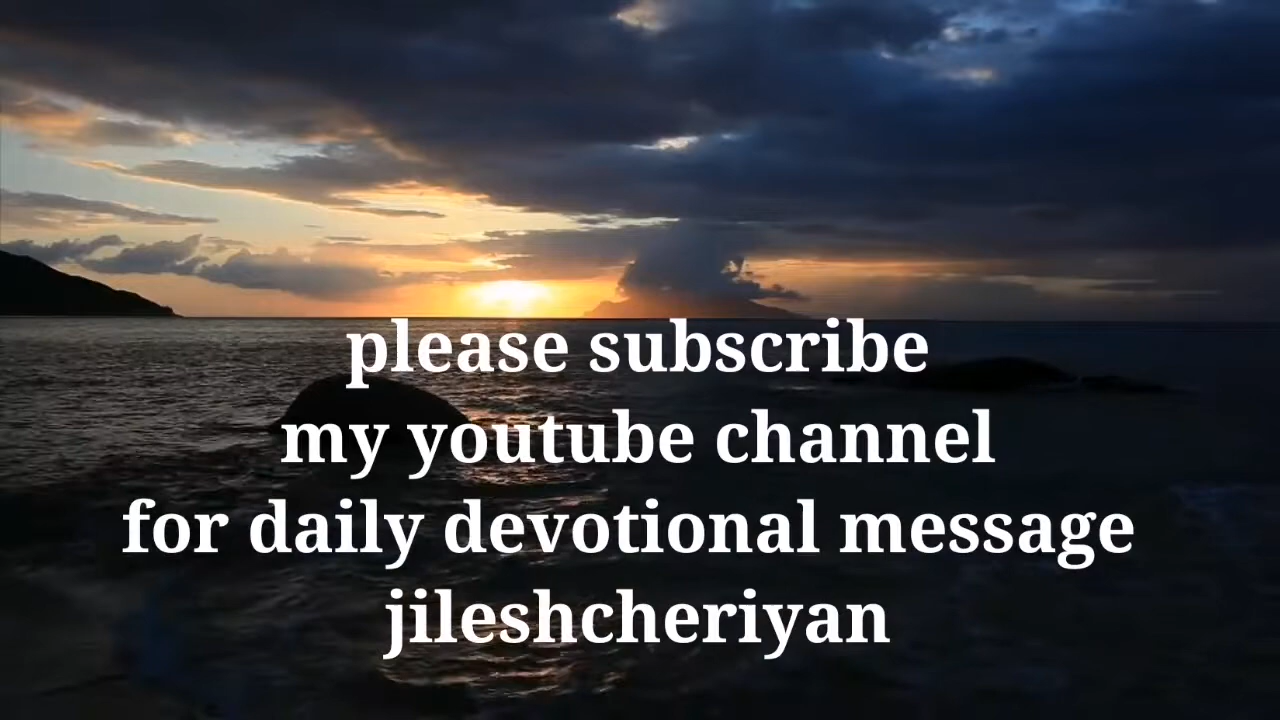 please subscribe
my youtube channel
for daily devotional message
jileshcheriyan